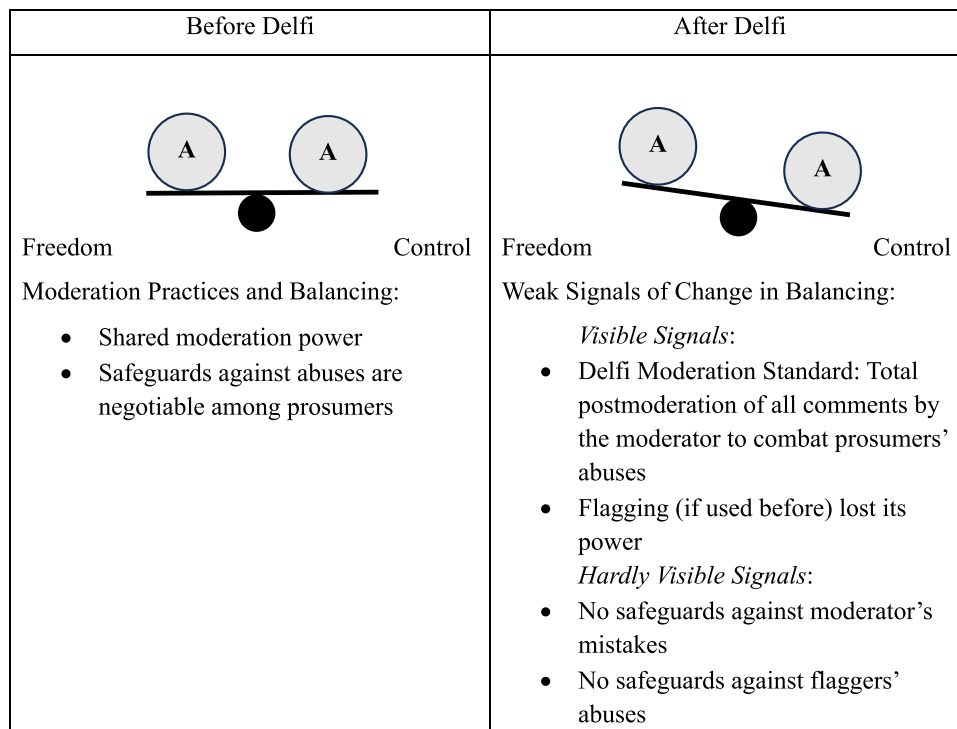 Before Delfi
After Delfi
A
A
A
A
Freedom
Control
Freedom
Control
Moderation Practices and Balancing:
● Shared moderation power
● Safeguards against abuses are
negotiable among prosumers
Weak Signals of Change in Balancing:
Visible Signals:
● Delfi Moderation Standard: Total
postmoderation of all comments by
the moderator to combat prosumers’
abuses
● Flagging (if used before) lost its
power
Hardly Visible Signals:
● No safeguards against moderator’s
mistakes
● No safeguards against flaggers’
abuses